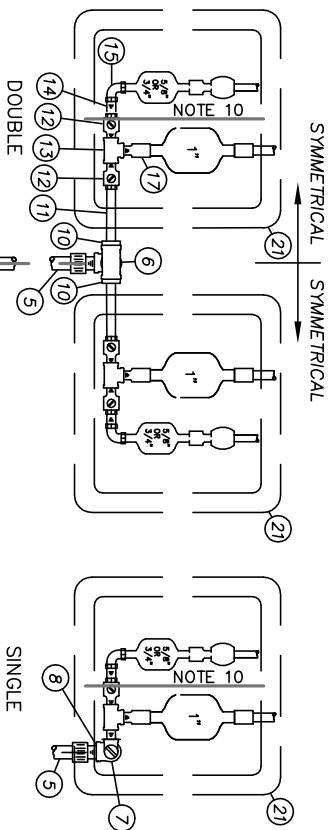 SYMMETRICAL
SYMMETRICAL
15
14
12
13
12
11
10
10
6
5
17
21
21
5/8"
OR
3/4"
NOTE 10
1"
1"
5/8"
OR
3/4"
DOUBLE
5/8"
OR
3/4"
NOTE 10
1"
21
8
5
7
SINGLE